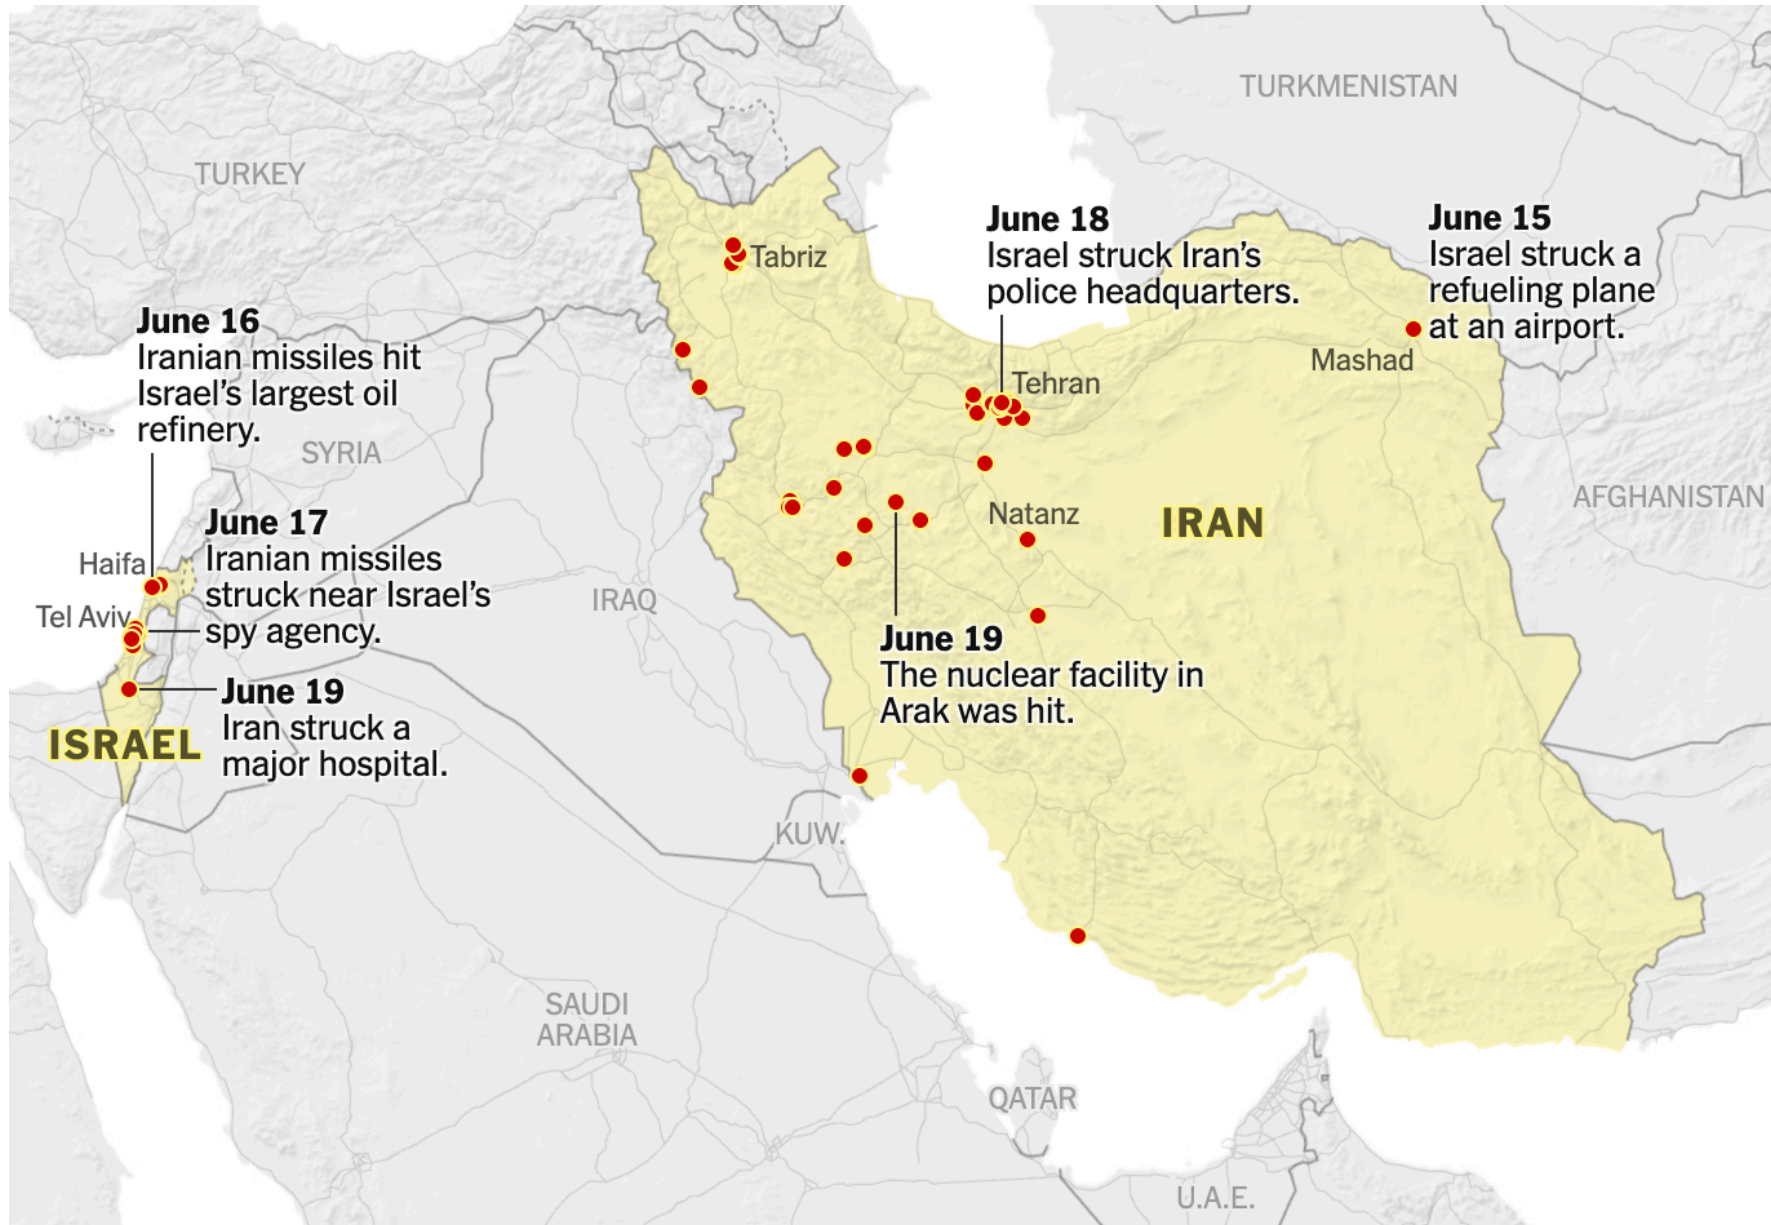 TURKMENISTAN
TURKEY
June 18
Israel struck Iran's
police headquarters.
June 15
Israel struck a
refueling plane
at an airport.
Tabriz
June 16
Iranian missiles hit
Israel's largest oil
refinery.
Mashad
Tehran
SYRIA
AFGHANISTAN
Natanz
IRAN
June 17
Iranian missiles
struck near Israel's
spy agency.
Haifa
Tel Aviv
IRAQ
June 19
The nuclear facility in
Arak was hit.
June 19
Iran struck a
major hospital.
ISRAEL
KUW.
SAUDI
ARABIA
QATAR
U.A.E.